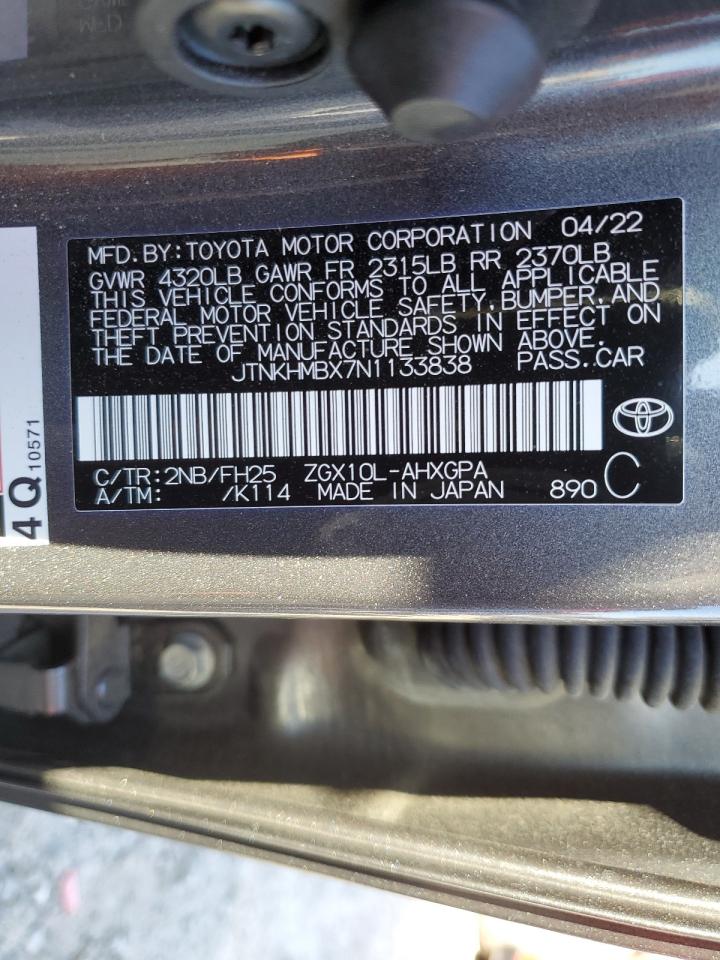 MFD. BY: TOYOTA MOTOR CORPORATION 04/22
GVWR 4320LB GAWR FR 2315LB RR 2370LB
THIS VEHICLE CONFORMS TO ALL APPLICABLE
FEDERAL MOTOR VEHICLE SAFETY, BUMPER, AND
THEFT PREVENTION STANDARDS IN EFFECT ON
THE DATE OF MANUFACTURE SHOWN ABOVE.
JTNKHMBX7N1133838 PASS. CAR
C/TR: 2NB/FH25 ZGX10L-AHXGPA
A/TM: /K114 MADE IN JAPAN 890 C
4Q 10571